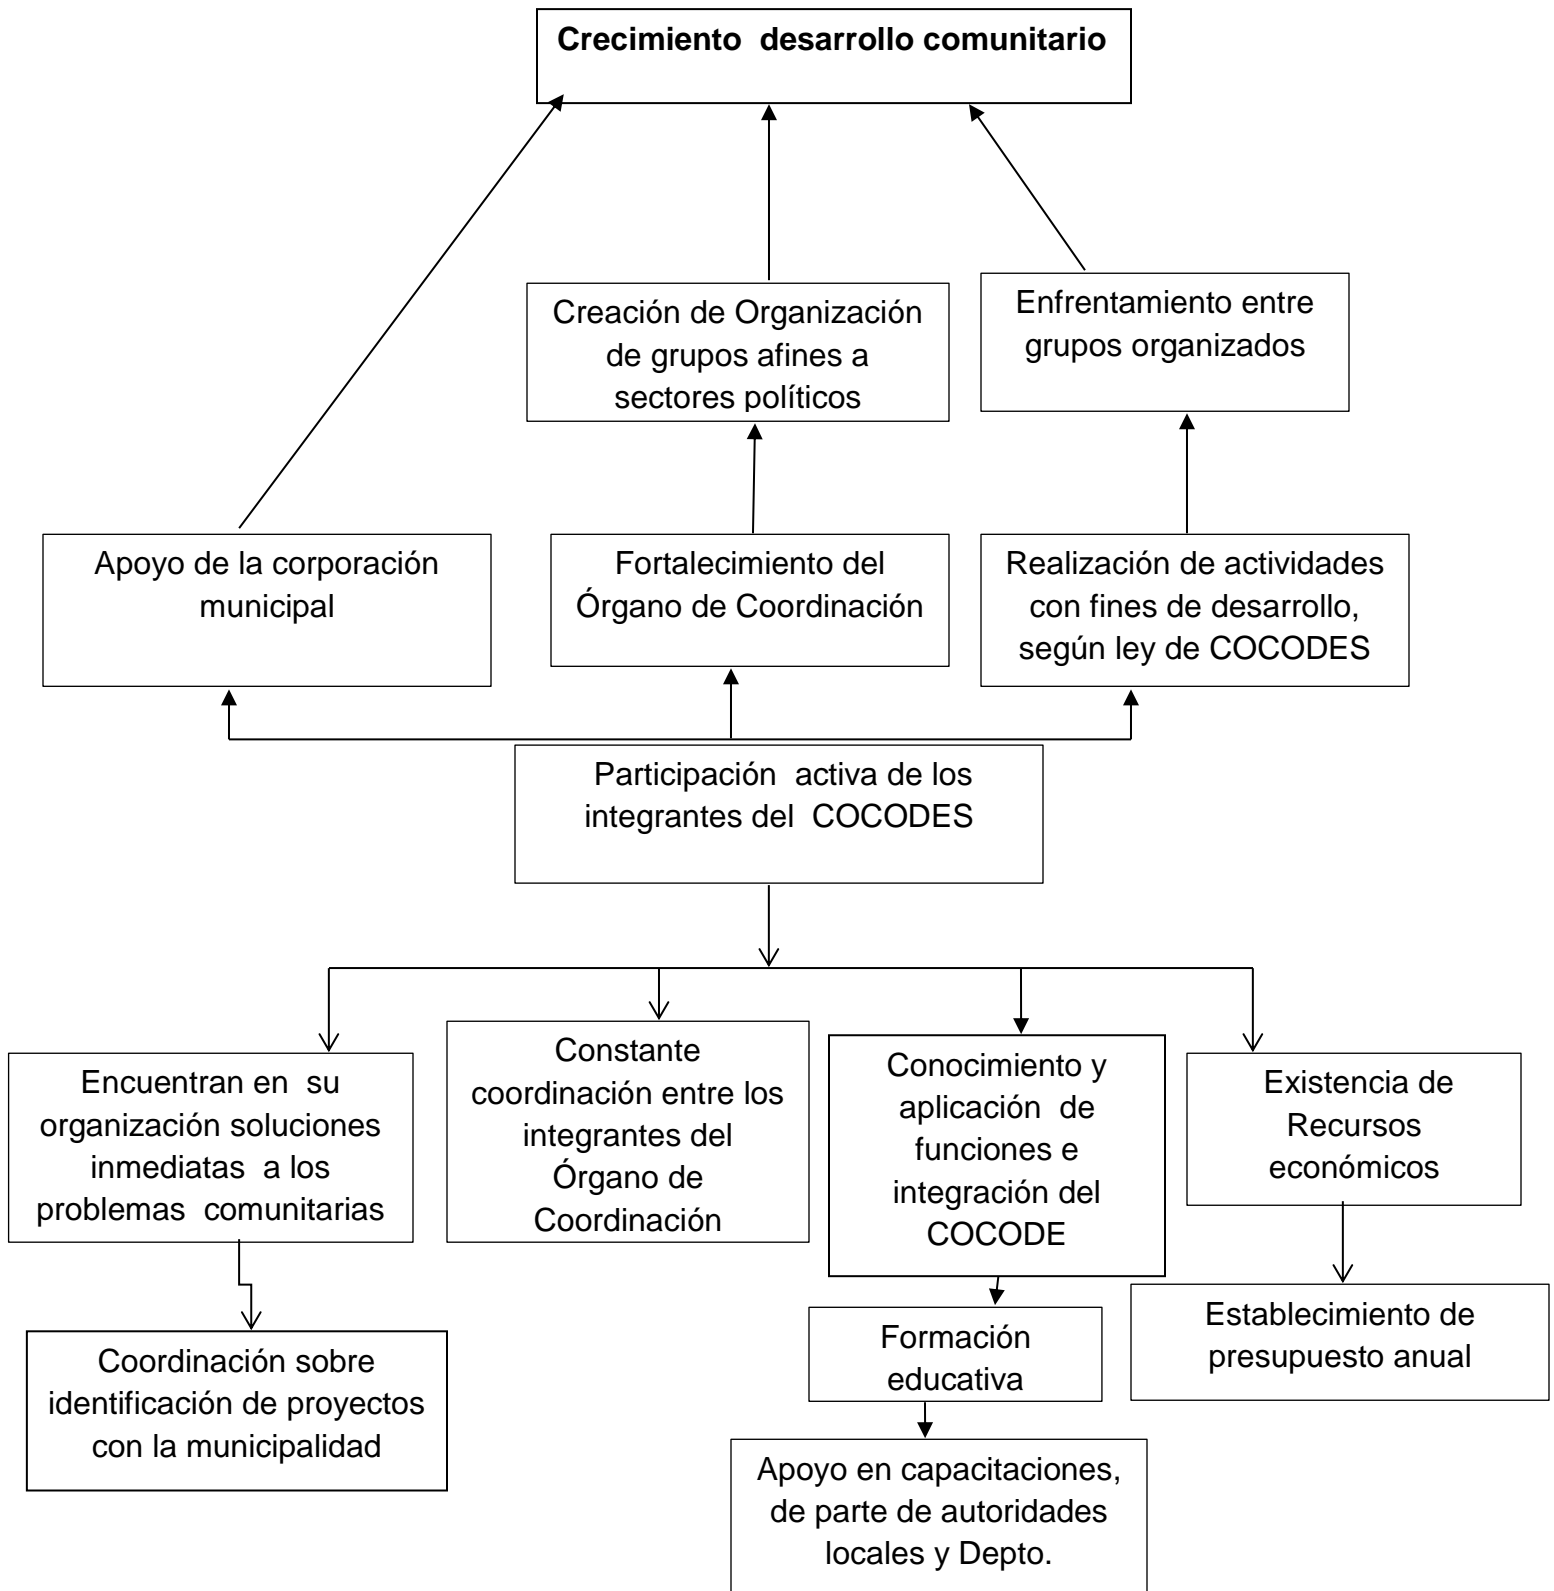 Crecimiento  desarrollo comunitario
Creación de Organización
de grupos afines a
sectores políticos
Enfrentamiento entre
grupos organizados
Apoyo de la corporación
municipal
Fortalecimiento del
Órgano de Coordinación
Realización de actividades
con fines de desarrollo,
según ley de COCODES
Participación  activa de los
integrantes del  COCODES
Encuentran en  su
organización soluciones
inmediatas  a los
problemas  comunitarias
Constante
coordinación entre los
integrantes del
Órgano de
Coordinación
Conocimiento y
aplicación  de
funciones e
integración del
COCODE
Existencia de
Recursos
económicos
Coordinación sobre
identificación de proyectos
con la municipalidad
Formación
educativa
Establecimiento de
presupuesto anual
Apoyo en capacitaciones,
de parte de autoridades
locales y Depto.